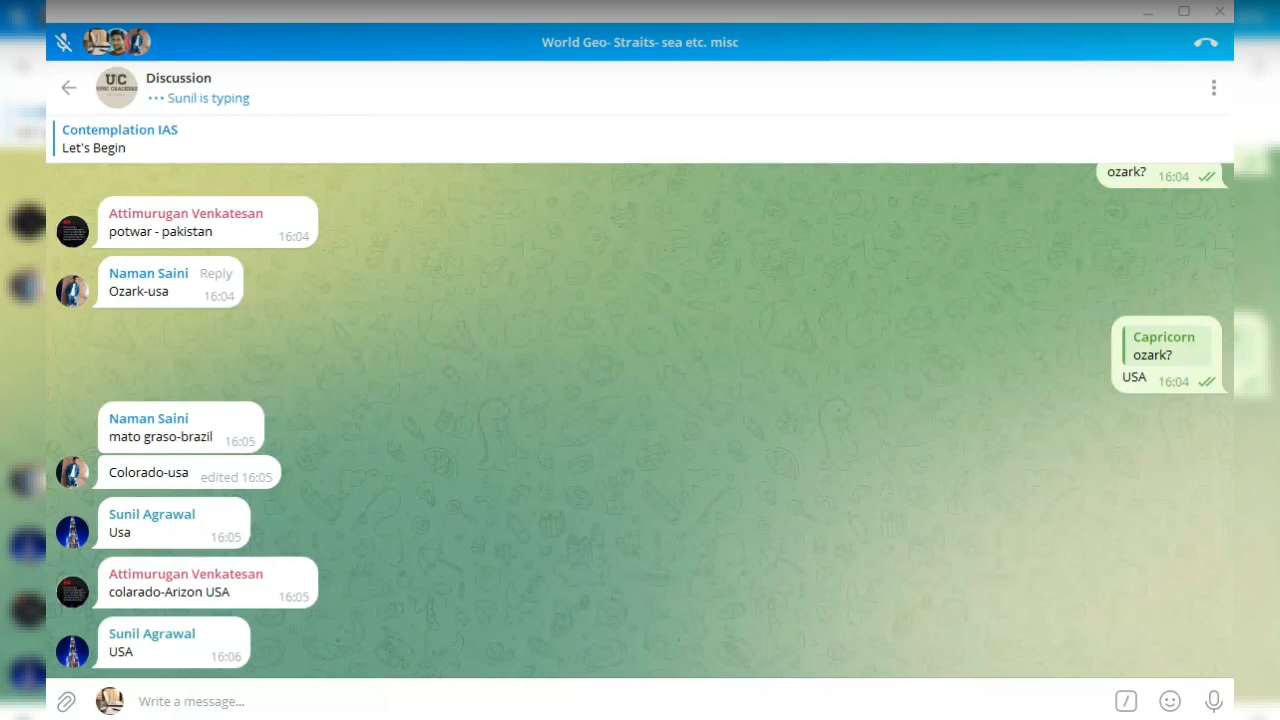 World Geo- Straits- sea etc. misc
UC
UPSC CRACKERS
Discussion
Sunil is typing
Contemplation IAS
Let's Begin
ozark?
16:04
Attimurugan Venkatesan
potwar - pakistan
16:04
Naman Saini Reply
Ozark-usa
16:04
Capricorn
ozark?
USA 16:04
Naman Saini
mato graso-brazil 16:05
Colorado-usa edited 16:05
Sunil Agrawal
Usa
16:05
Attimurugan Venkatesan
colarado-Arizon USA
16:05
Sunil Agrawal
USA
16:06
Write a message...